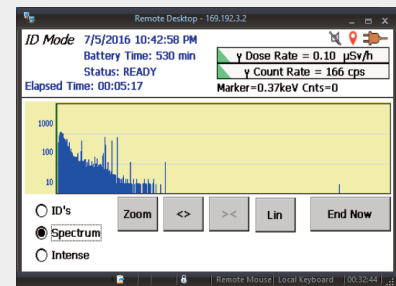 Remote Desktop - 169.192.3.2
ID Mode 7/5/2016 10:42:58 PM
Battery Time: 530 min
Status: READY
Elapsed Time: 00:05:17
γ Dose Rate = 0.10 µSv/h
γ Count Rate = 166 cps
Marker=0.37keV Cnts=0
1000
100
10
ID's
Spectrum
Intense
Zoom
<>
><
Lin
End Now
Remote Mouse Local Keyboard 00:32:44